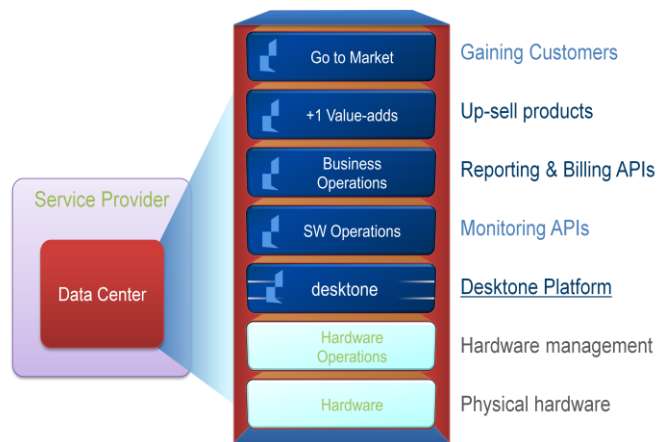 Go to Market
Gaining Customers
+1 Value-adds
Up-sell products
Business
Operations
Reporting & Billing APIs
Service Provider
SW Operations
Monitoring APIs
Data Center
desktone
Desktone Platform
Hardware
Operations
Hardware management
Hardware
Physical hardware